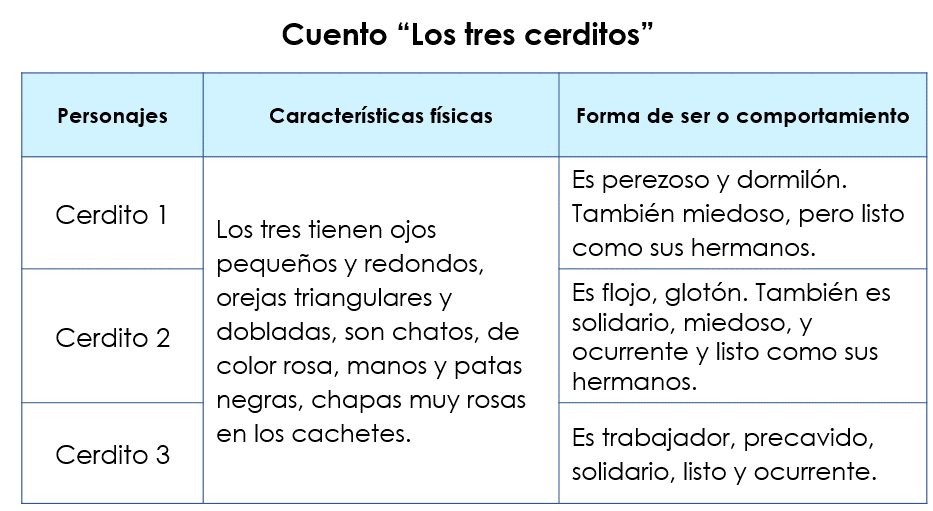 Cuento “Los tres cerditos”
Personajes
Características físicas
Forma de ser o comportamiento
Cerdito 1
Los tres tienen ojos
pequeños y redondos,
orejas triangulares y
dobladas, son chatos, de
color rosa, manos y patas
negras, chapas muy rosas
en los cachetes.
Es perezoso y dormilón.
También miedoso, pero listo
como sus hermanos.
Cerdito 2
Es flojo, glotón. También es
solidario, miedoso, y
ocurrente y listo como sus
hermanos.
Cerdito 3
Es trabajador, precavido,
solidario, listo y ocurrente.